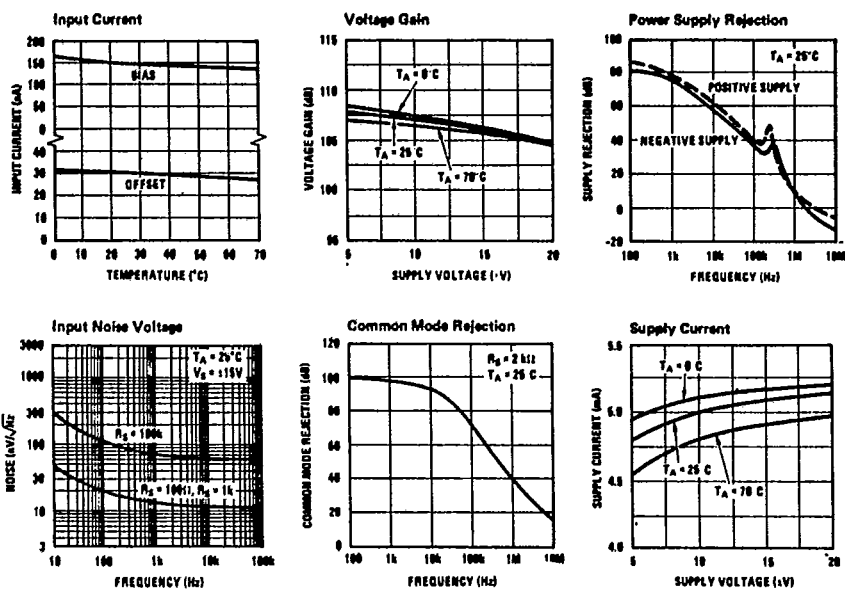 Input Current
200
150
100
50
0
40
30
20
10
0
BIAS
OFFSET
INPUT CURRENT (nA)
0 10 20 30 40 50 60 70
TEMPERATURE (°C)
Voltage Gain
115
110
105
100
95
VOLTAGE GAIN (dB)
TA = 0°C
TA = 25°C
TA = 70°C
5 10 15 20
SUPPLY VOLTAGE (±V)
Power Supply Rejection
100
80
60
40
20
0
-20
SUPPLY REJECTION (dB)
TA = 25°C
POSITIVE SUPPLY
NEGATIVE SUPPLY
100 1k 10k 100k 1M 10M
FREQUENCY (Hz)
Input Noise Voltage
3000
1000
300
100
30
10
3
NOISE (nV/√Hz)
TA = 25°C
VS = ±15V
RS = 100k
RS = 100Ω, RS = 1k
10 100 1k 10k 100k
FREQUENCY (Hz)
Common Mode Rejection
120
100
80
60
40
20
0
COMMON MODE REJECTION (dB)
RS = 2 kΩ
TA = 25 C
100 1k 10k 100k 1M 10M
FREQUENCY (Hz)
Supply Current
5.5
5.0
4.5
4.0
SUPPLY CURRENT (mA)
TA = 0 C
TA = 25 C
TA = 70 C
5 10 15 20
SUPPLY VOLTAGE (±V)